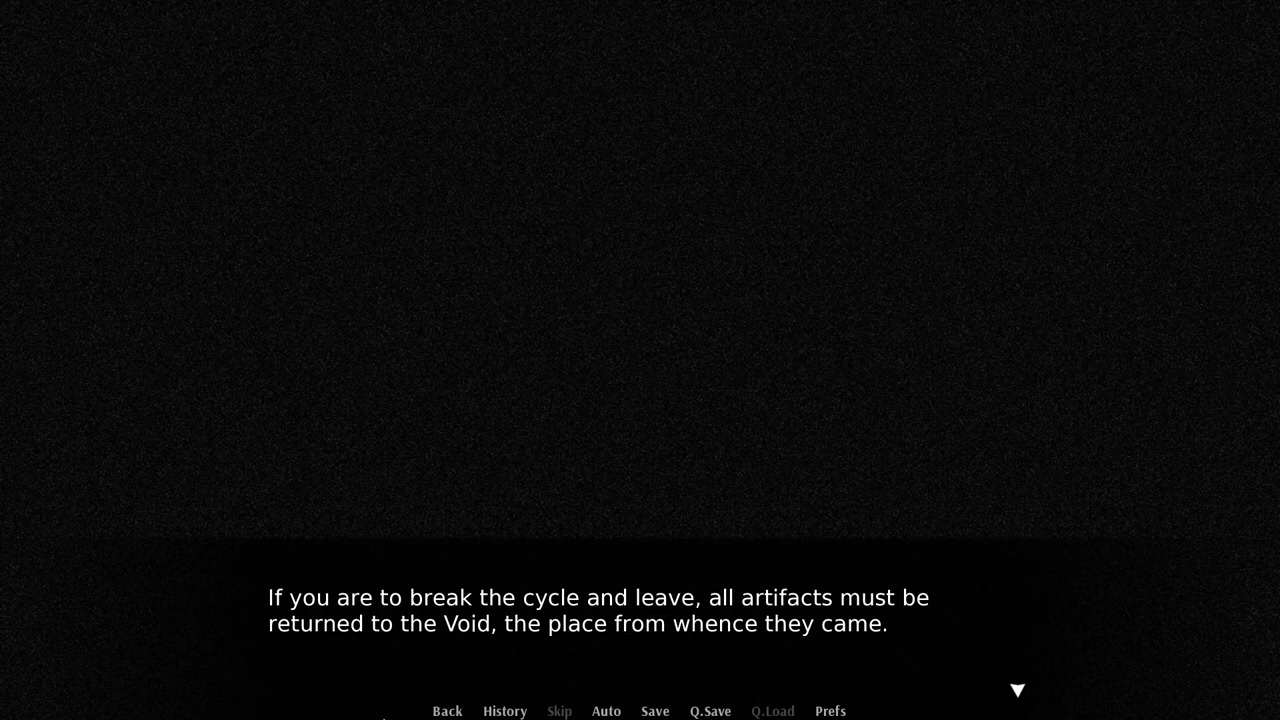 If you are to break the cycle and leave, all artifacts must be
returned to the Void, the place from whence they came.
Back History Skip Auto Save Q.Save Q.Load Prefs